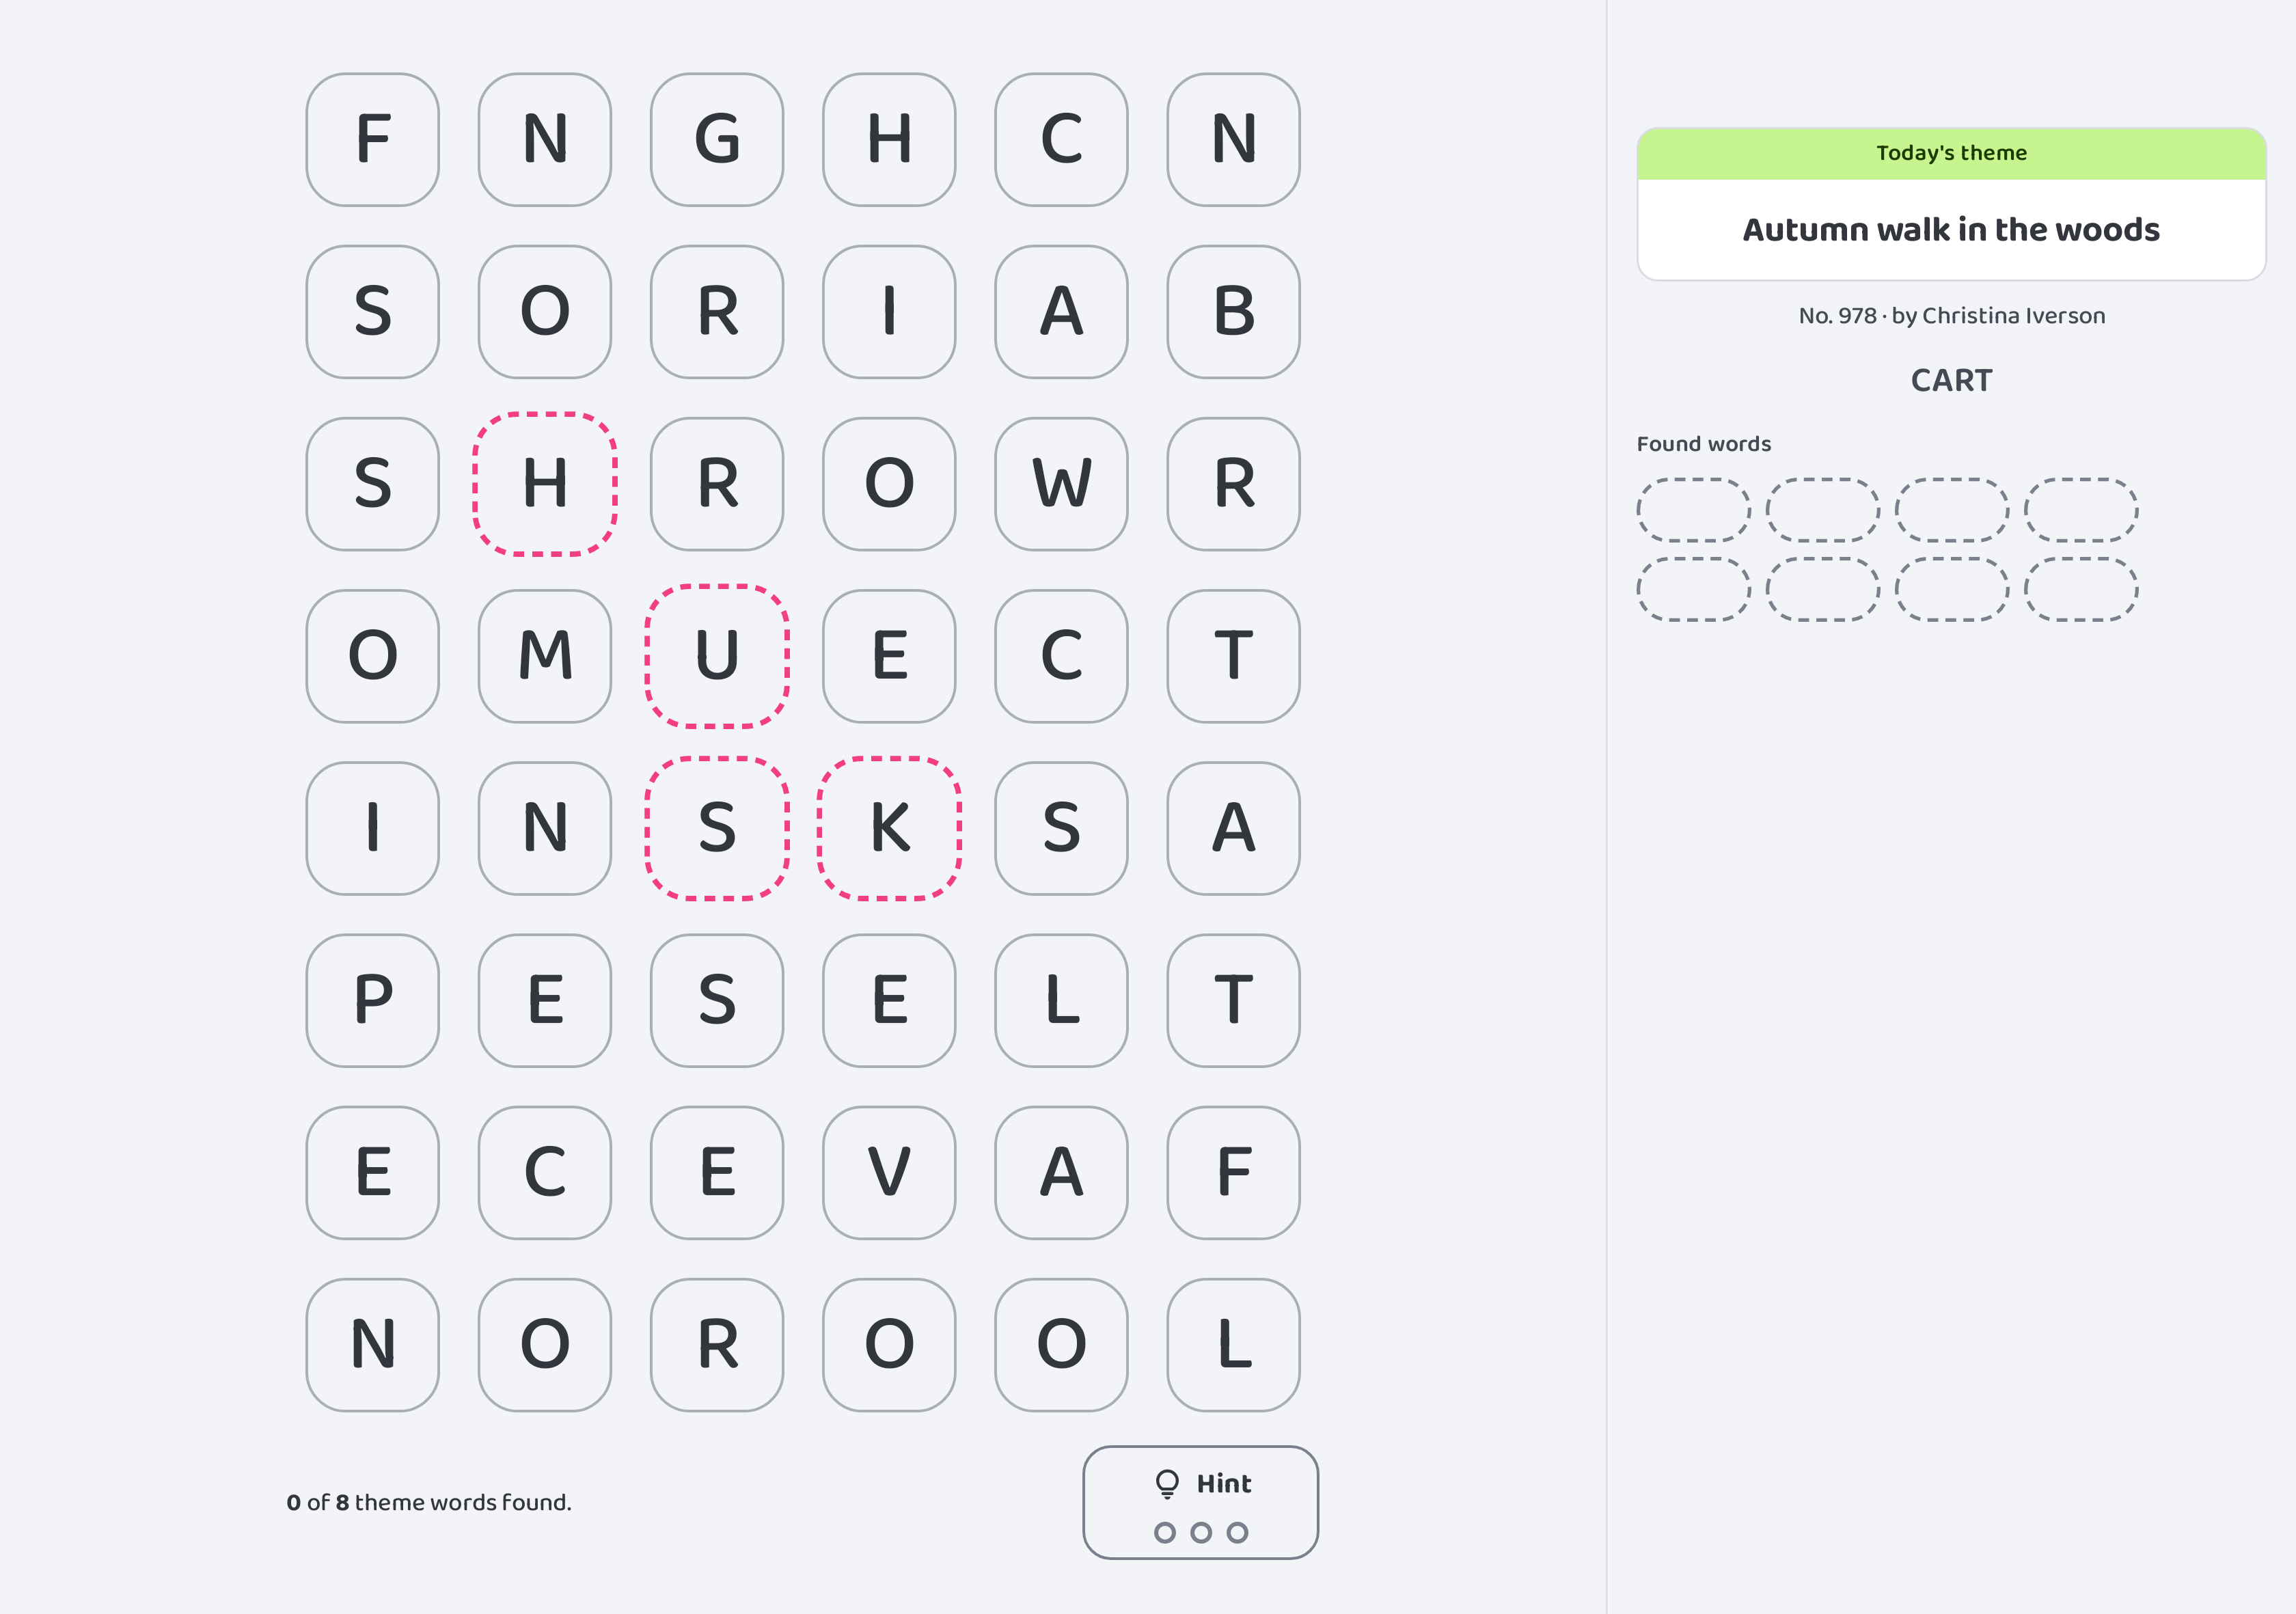 F N G H C N
S O R I A B
S H R O W R
O M U E C T
I N S K S A
P E S E L T
E C E V A F
N O R O O L
0 of 8 theme words found.
Hint
Today's theme
Autumn walk in the woods
No. 978 · by Christina Iverson
CART
Found words